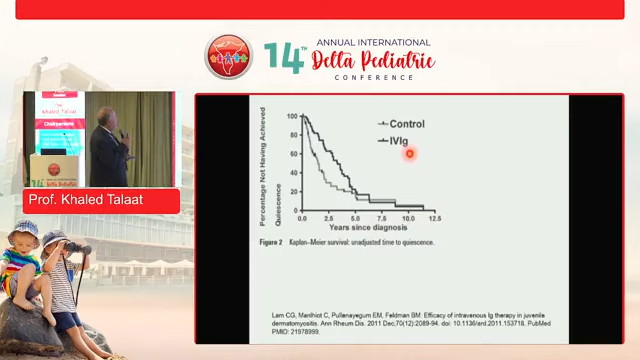 14TH
ANNUAL INTERNATIONAL
Delta Pediatric
CONFERENCE
Khaled Talaat
Chairpersons
14
Prof. Khaled Talaat
Percentage Not Having Achieved
Quiescence
100
80
60
40
20
0
0.0 2.5 5.0 7.5 10.0 12.5
Years since diagnosis
Control
IVIg
Figure 2 Kaplan–Meier survival: unadjusted time to quiescence.
Lam CG, Manlhiot C, Pullenayegum EM, Feldman BM. Efficacy of intravenous Ig therapy in juvenile
dermatomyositis. Ann Rheum Dis. 2011 Dec;70(12):2089-94. doi: 10.1136/ard.2011.153718. PubMed
PMID: 21978999.